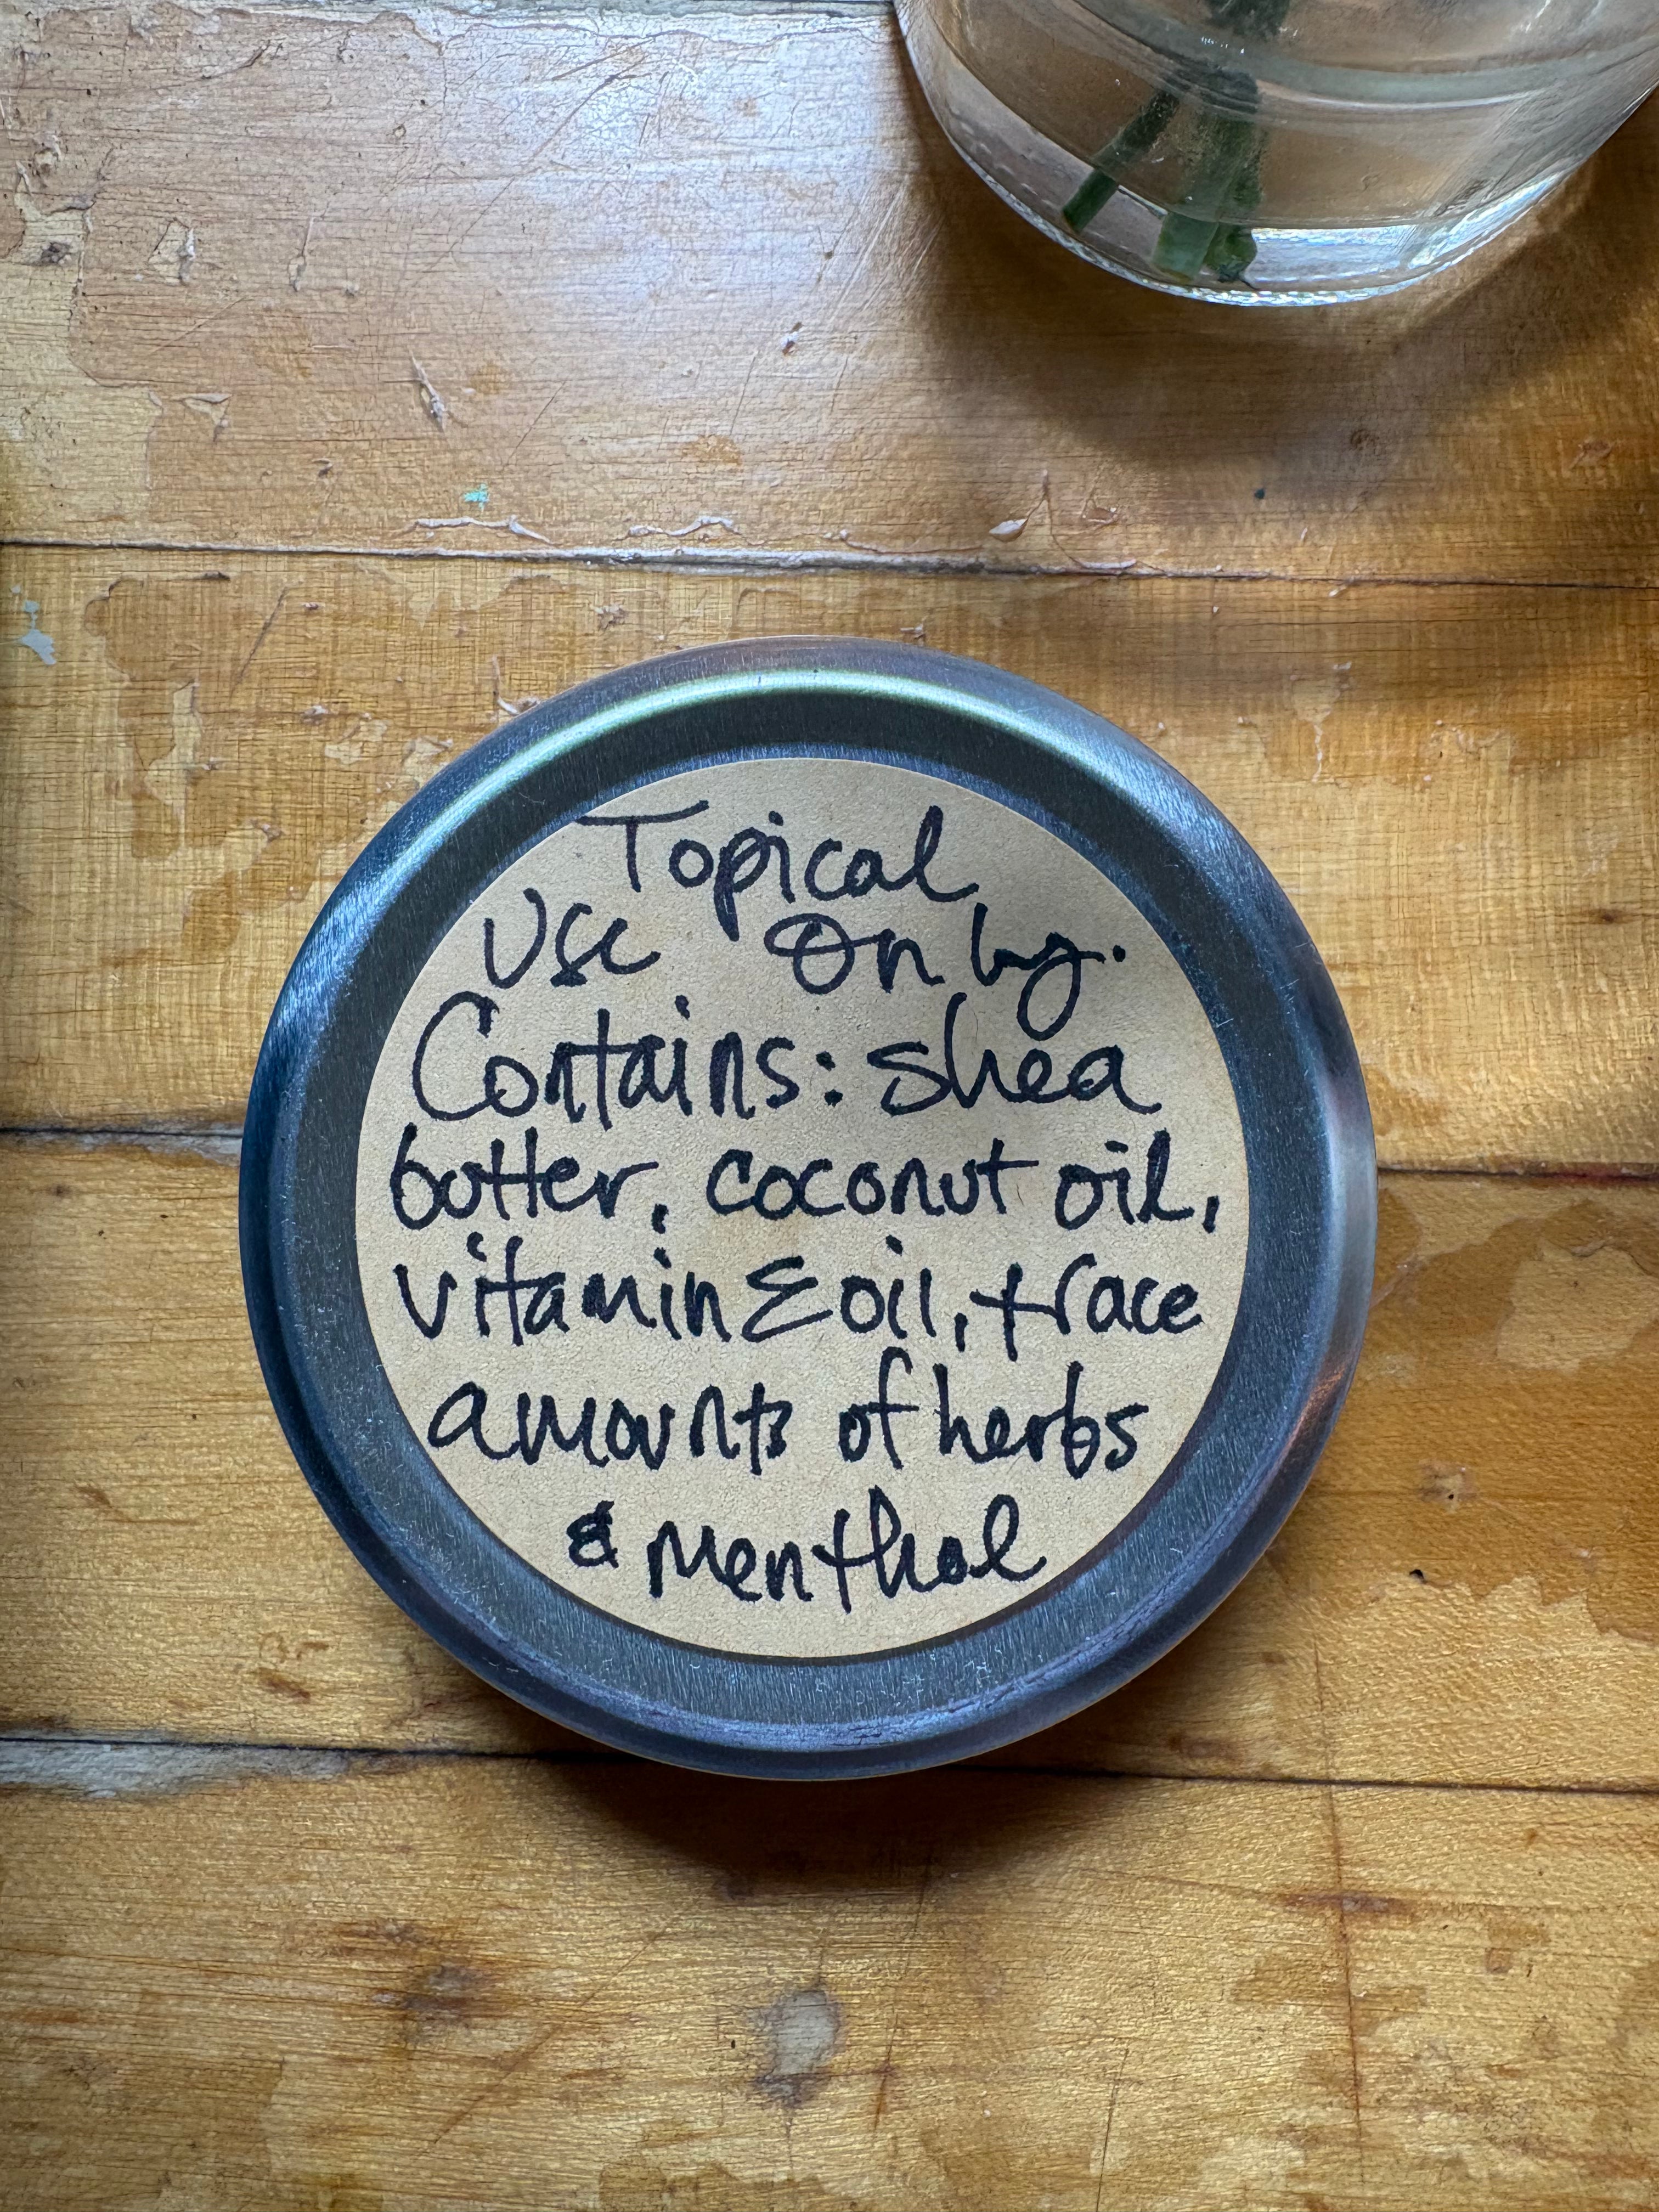 Topical
Use Only.
Contains: shea
butter, coconut oil,
vitamin E oil, trace
amounts of herbs
& menthol